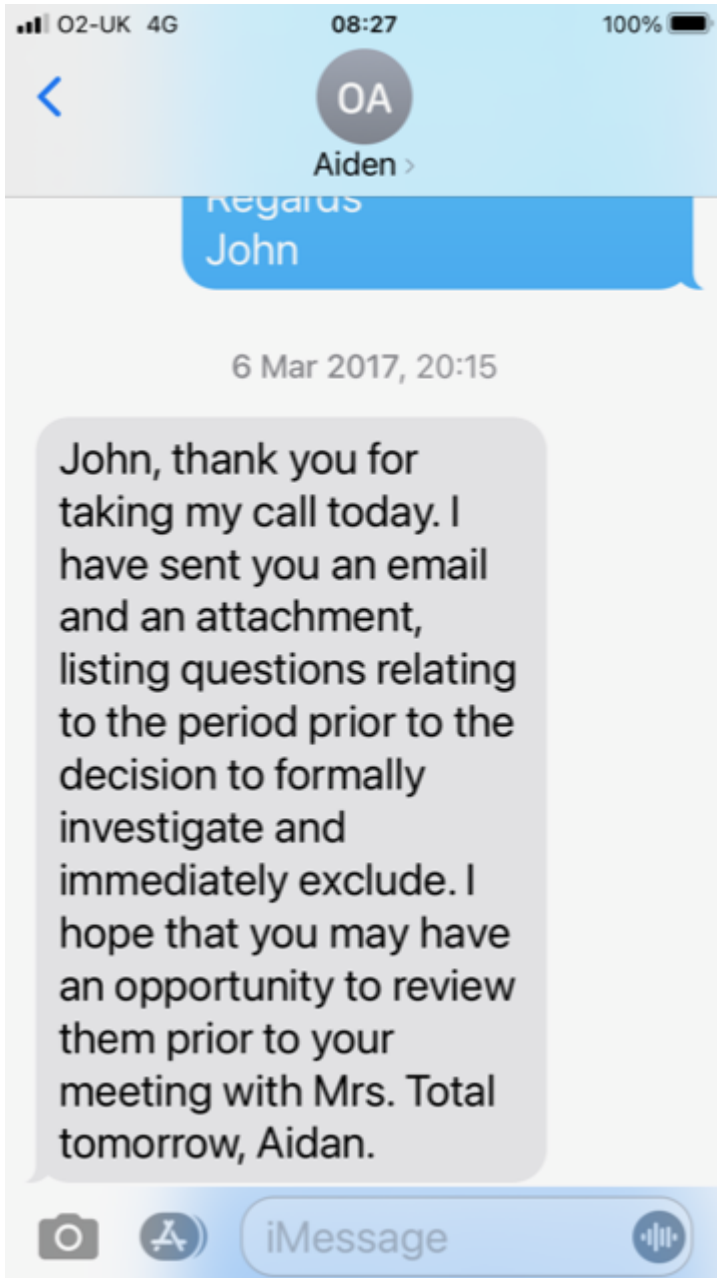 O2-UK 4G 08:27 100%
OA
Aiden
Regards
John
6 Mar 2017, 20:15
John, thank you for
taking my call today. I
have sent you an email
and an attachment,
listing questions relating
to the period prior to the
decision to formally
investigate and
immediately exclude. I
hope that you may have
an opportunity to review
them prior to your
meeting with Mrs. Total
tomorrow, Aidan.
iMessage